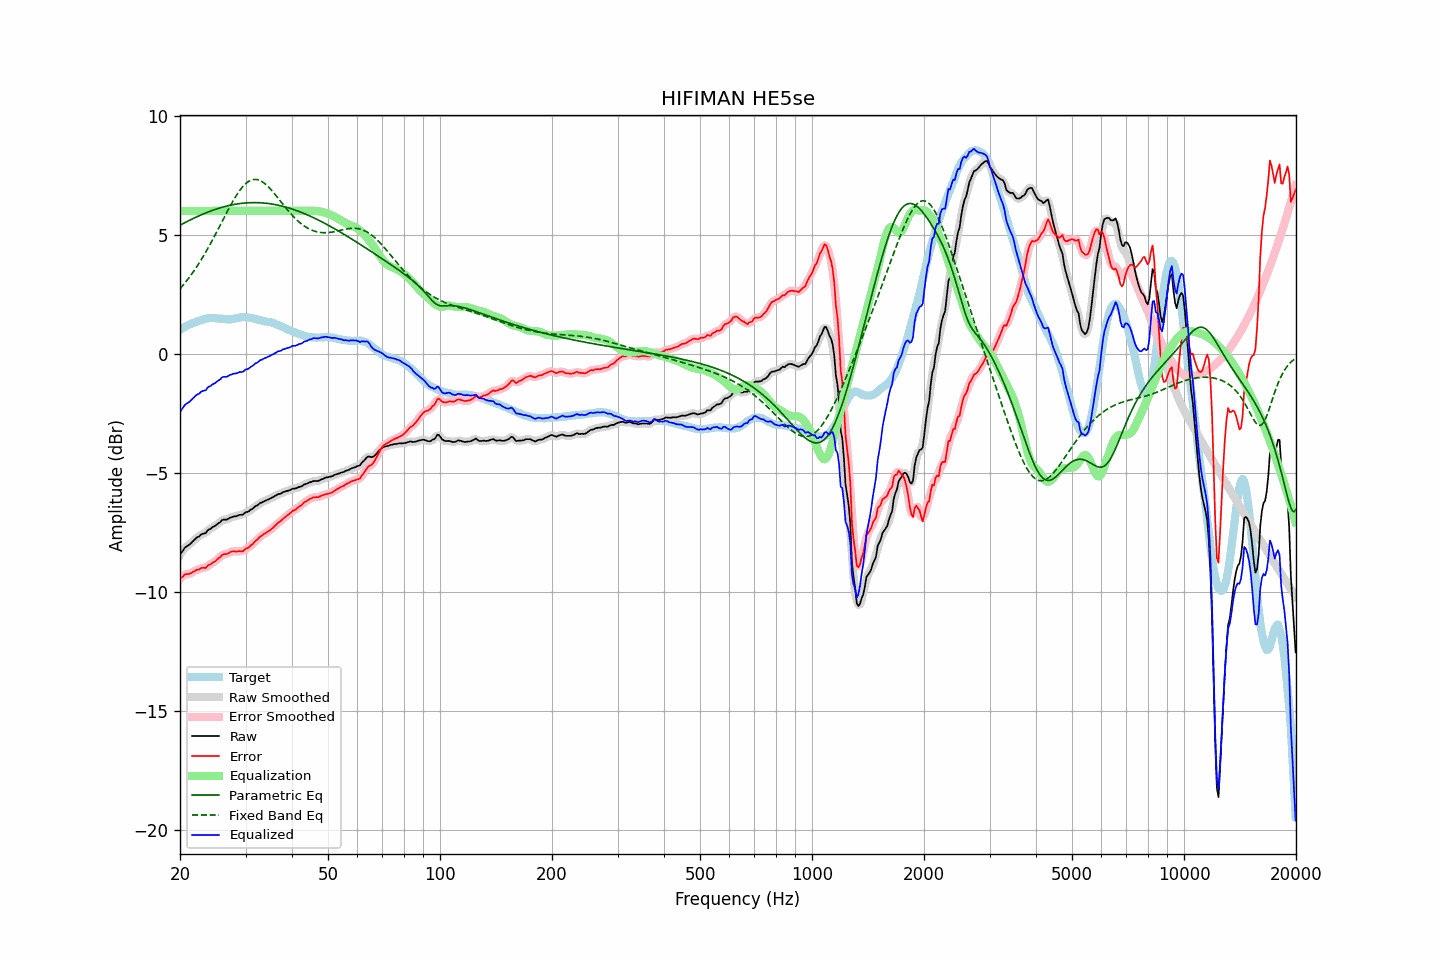 HIFIMAN HE5se
10
5
0
−5
−10
−15
−20
Amplitude (dBr)
Target
Raw Smoothed
Error Smoothed
Raw
Error
Equalization
Parametric Eq
Fixed Band Eq
Equalized
20 50 100 200 500 1000 2000 5000 10000 20000
Frequency (Hz)